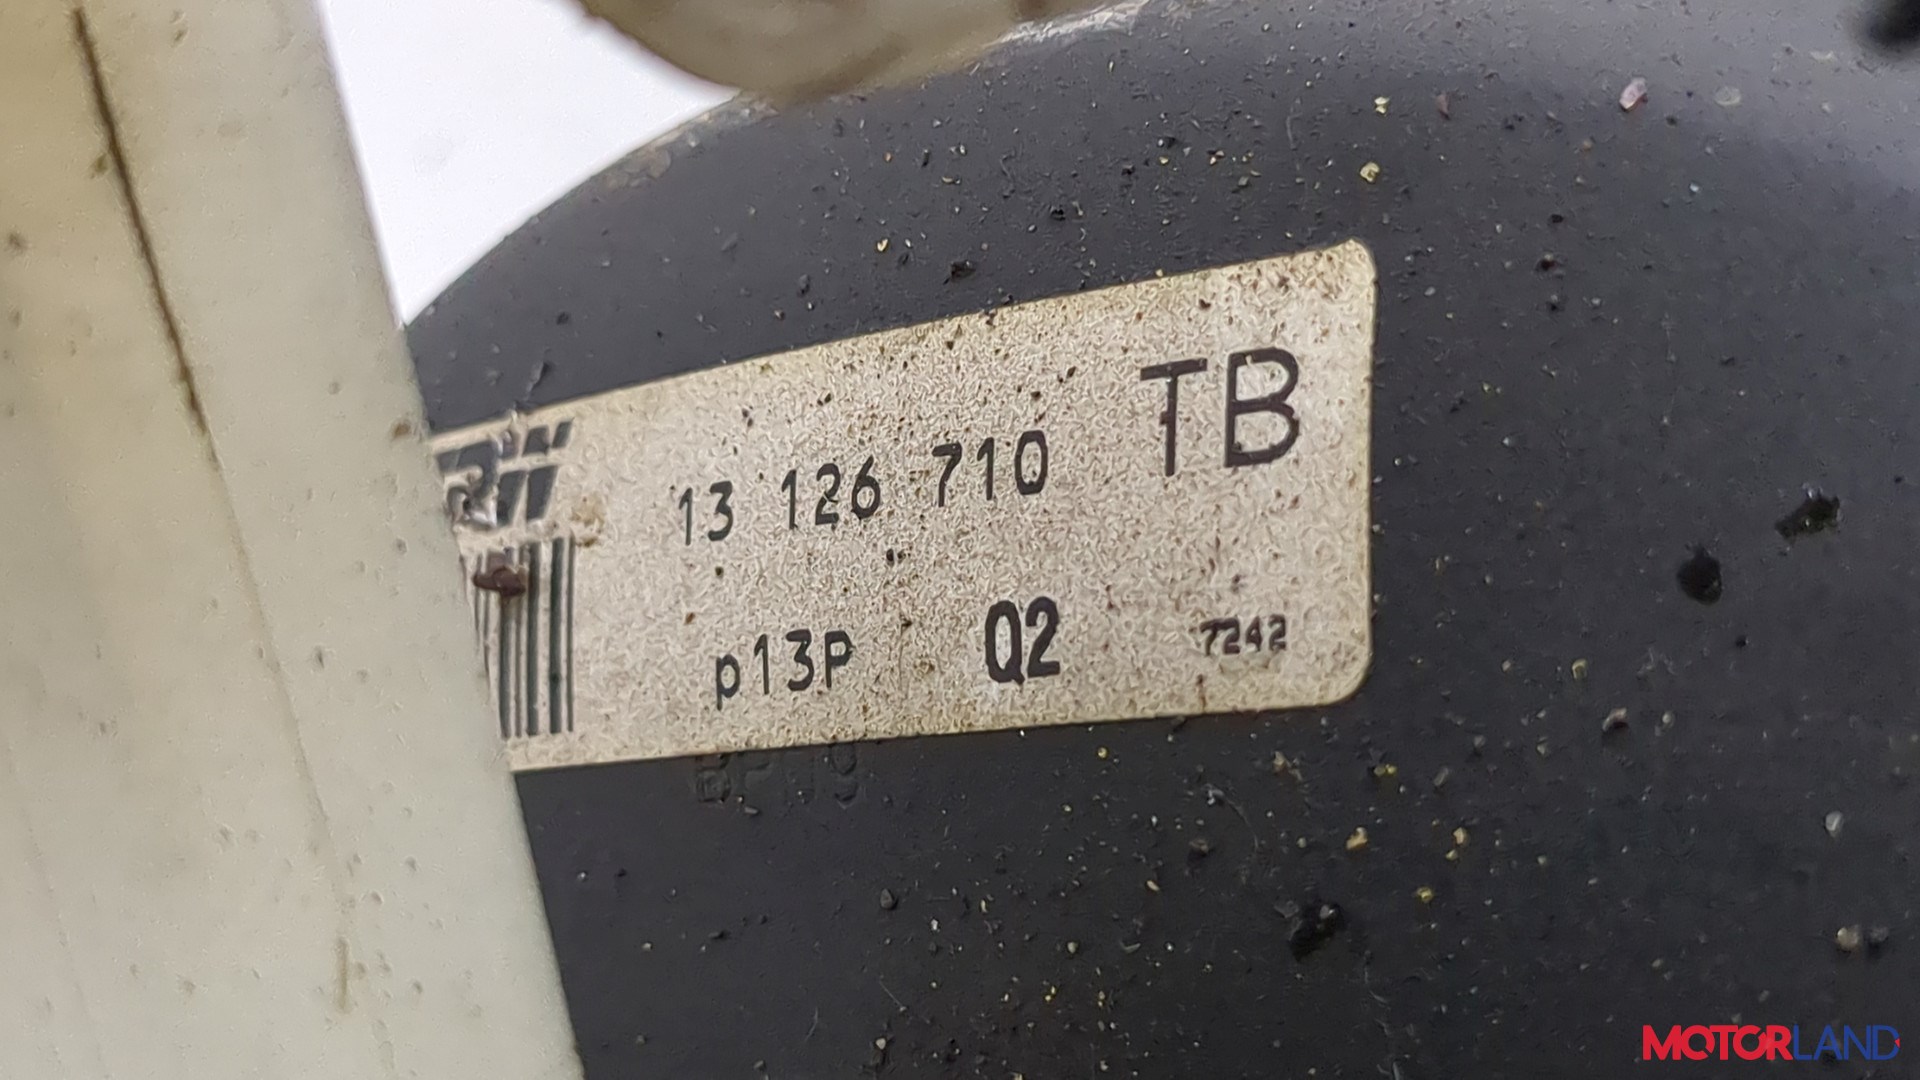 TB
13 126 710
p13P Q2 7242
MOTORLAND